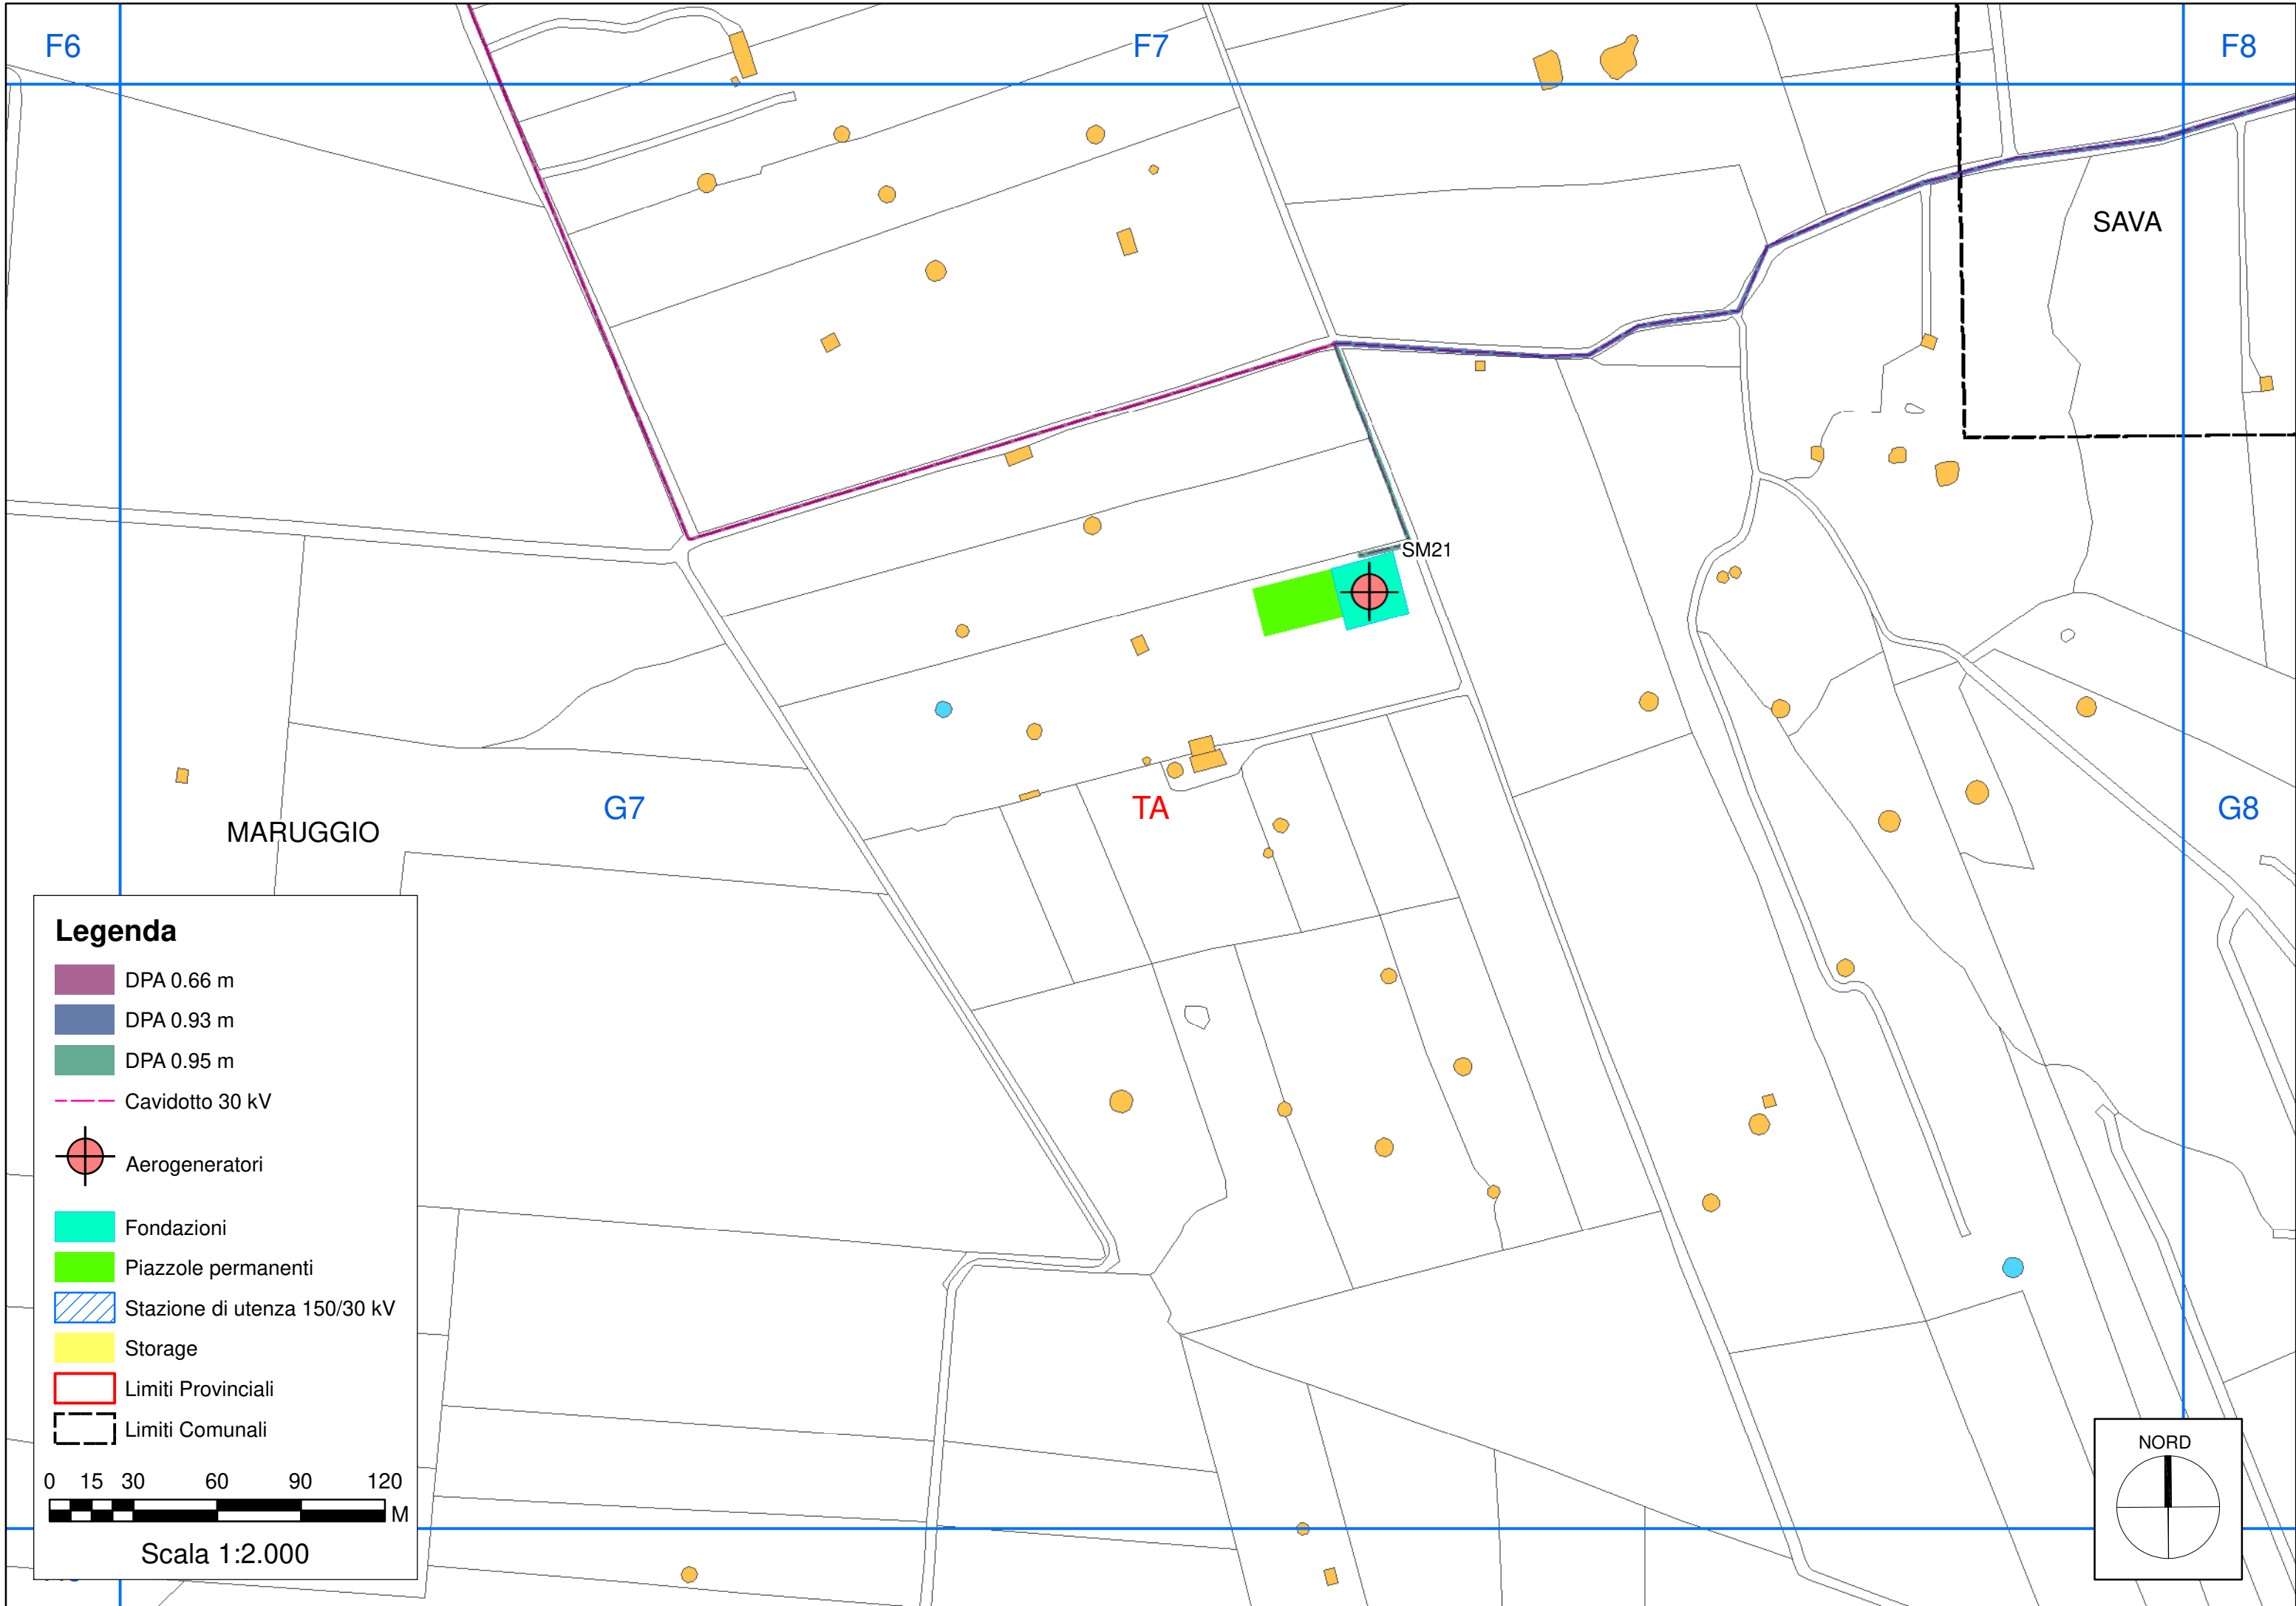 F6
F7
F8
SAVA
SM21
G7
TA
G8
MARUGGIO
Legenda
DPA 0.66 m
DPA 0.93 m
DPA 0.95 m
Cavidotto 30 kV
Aerogeneratori
Fondazioni
Piazzole permanenti
Stazione di utenza 150/30 kV
Storage
Limiti Provinciali
Limiti Comunali
0 15 30 60 90 120
M
Scala 1:2.000
NORD